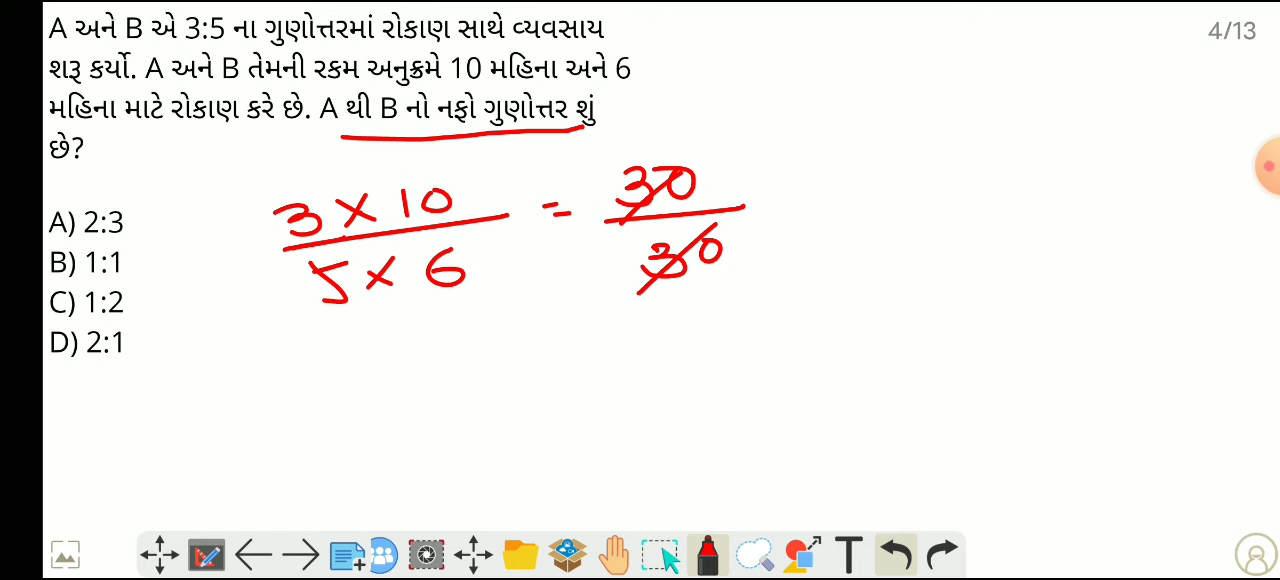 A અને B એ 3:5 ના ગુણોત્તરમાં રોકાણ સાથે વ્યવસાય
4/13
શરૂ કર્યો. A અને B તેમની રકમ અનુક્રમે 10 મહિના અને 6
મહિના માટે રોકાણ કરે છે. A થી B નો નફો ગુણોત્તર શું
છે?
3 × 10 = 30
5 × 6 30
A) 2:3
B) 1:1
C) 1:2
D) 2:1
T